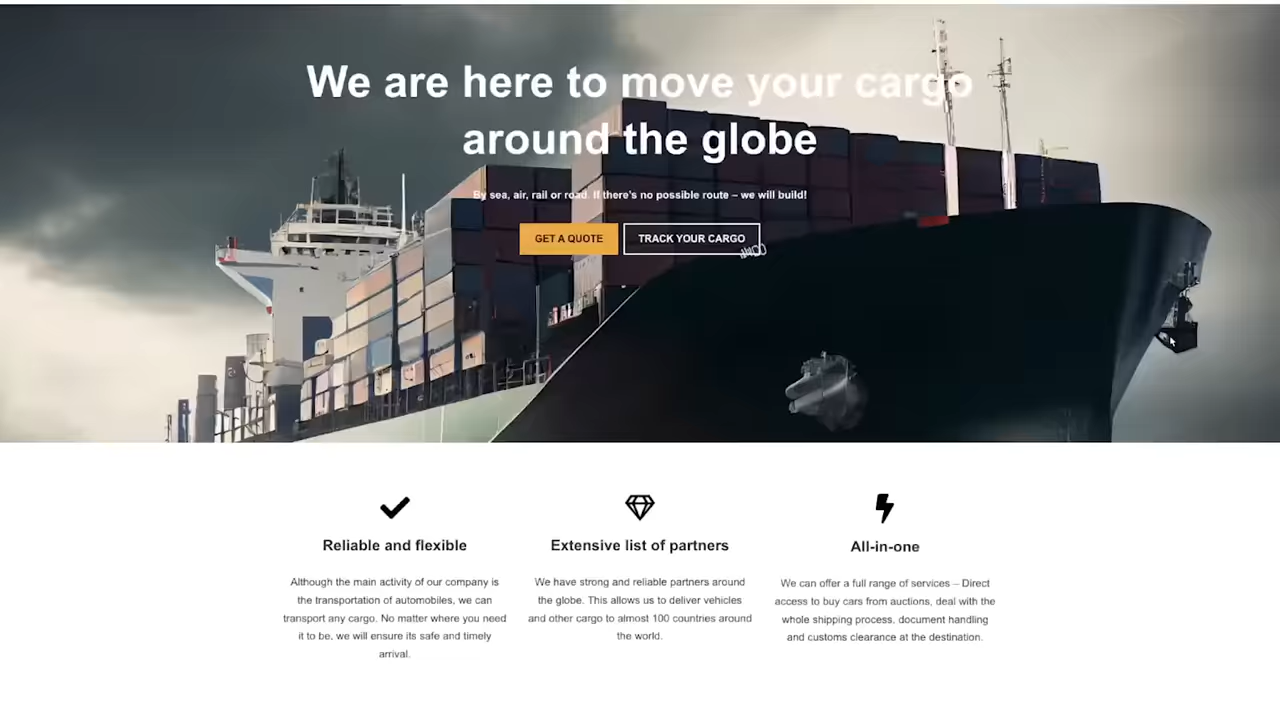 We are here to move your cargo
around the globe
By sea, air, rail or road. If there's no possible route – we will build!
GET A QUOTE
TRACK YOUR CARGO
Reliable and flexible
Although the main activity of our company is
the transportation of automobiles, we can
transport any cargo. No matter where you need
it to be, we will ensure its safe and timely
arrival.
Extensive list of partners
We have strong and reliable partners around
the globe. This allows us to deliver vehicles
and other cargo to almost 100 countries around
the world.
All-in-one
We can offer a full range of services – Direct
access to buy cars from auctions, deal with the
whole shipping process, document handling
and customs clearance at the destination.